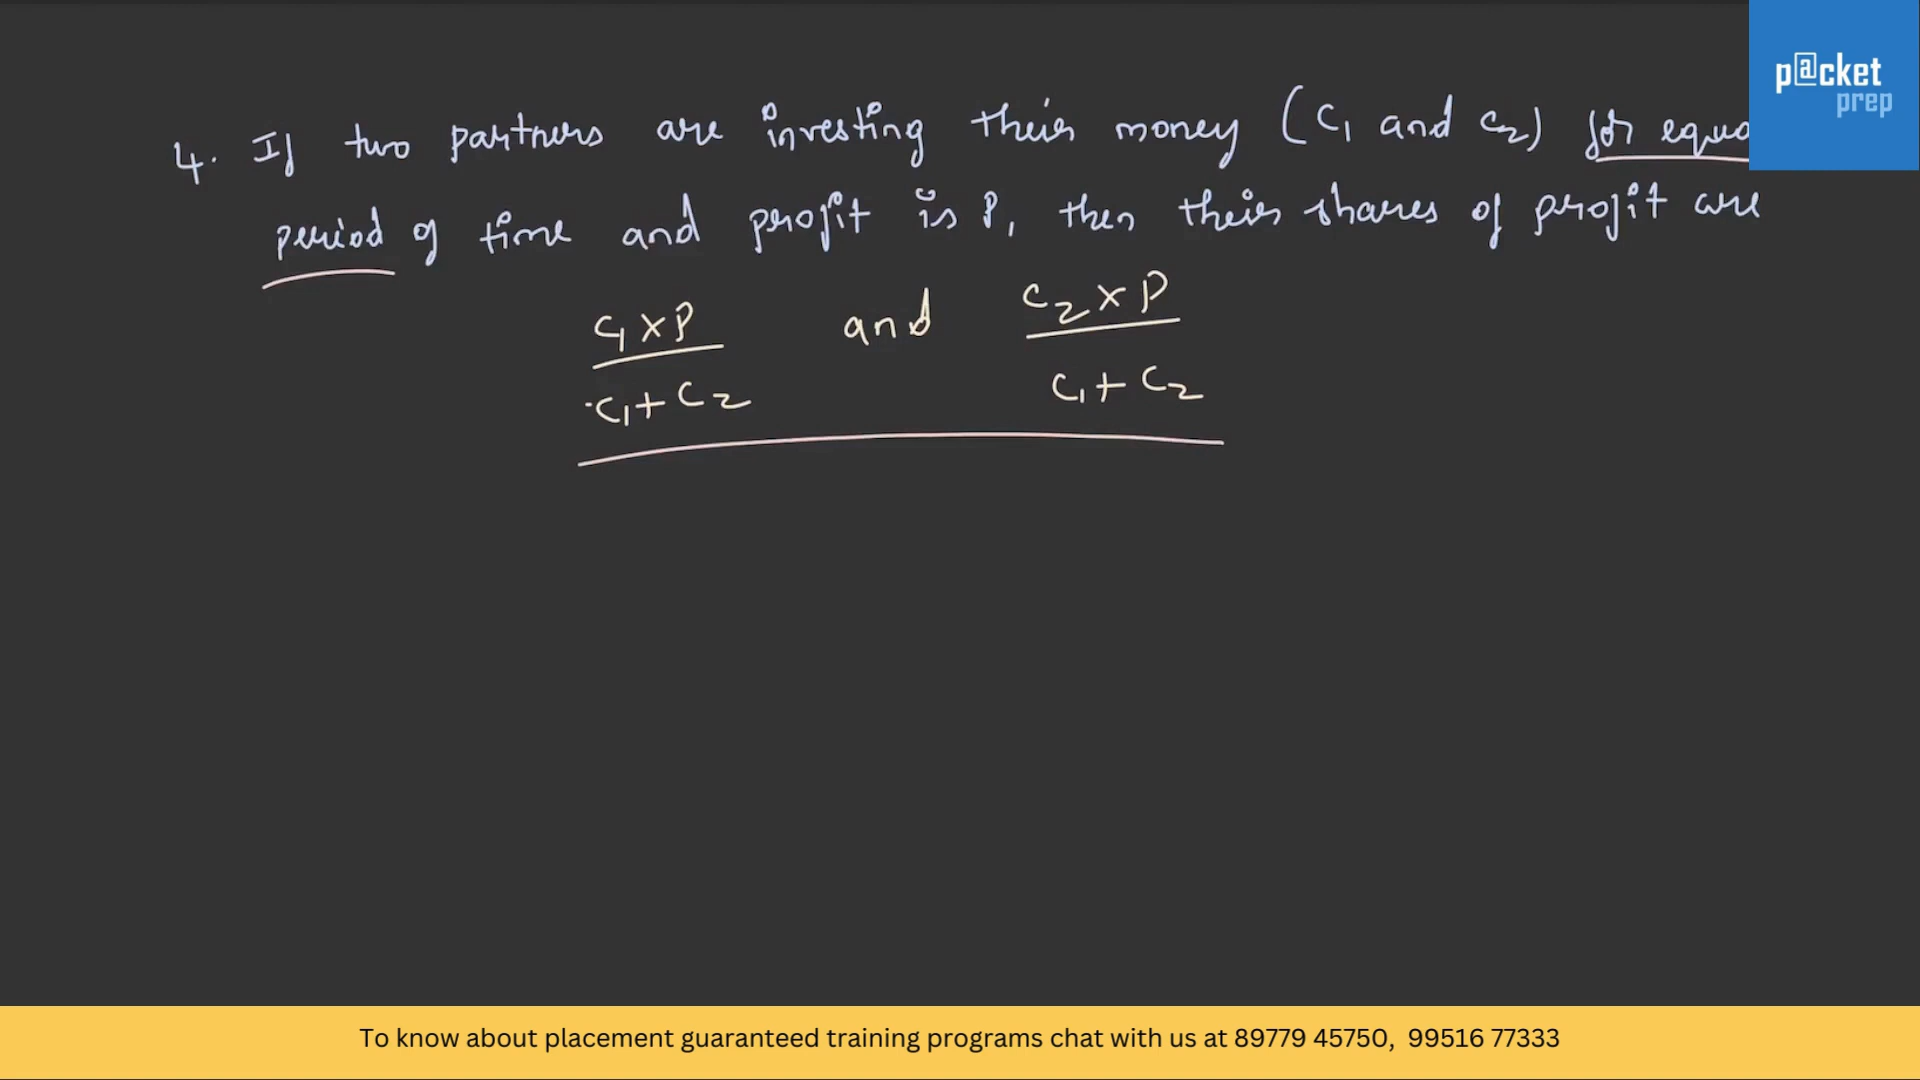 p@cket
prep
4. If two partners are investing their money (C₁ and C₂) for equa
period of time and profit is P, then their shares of profit are
C₁ x P and C₂ x P
C₁ + C₂ C₁ + C₂
To know about placement guaranteed training programs chat with us at 89779 45750, 99516 77333